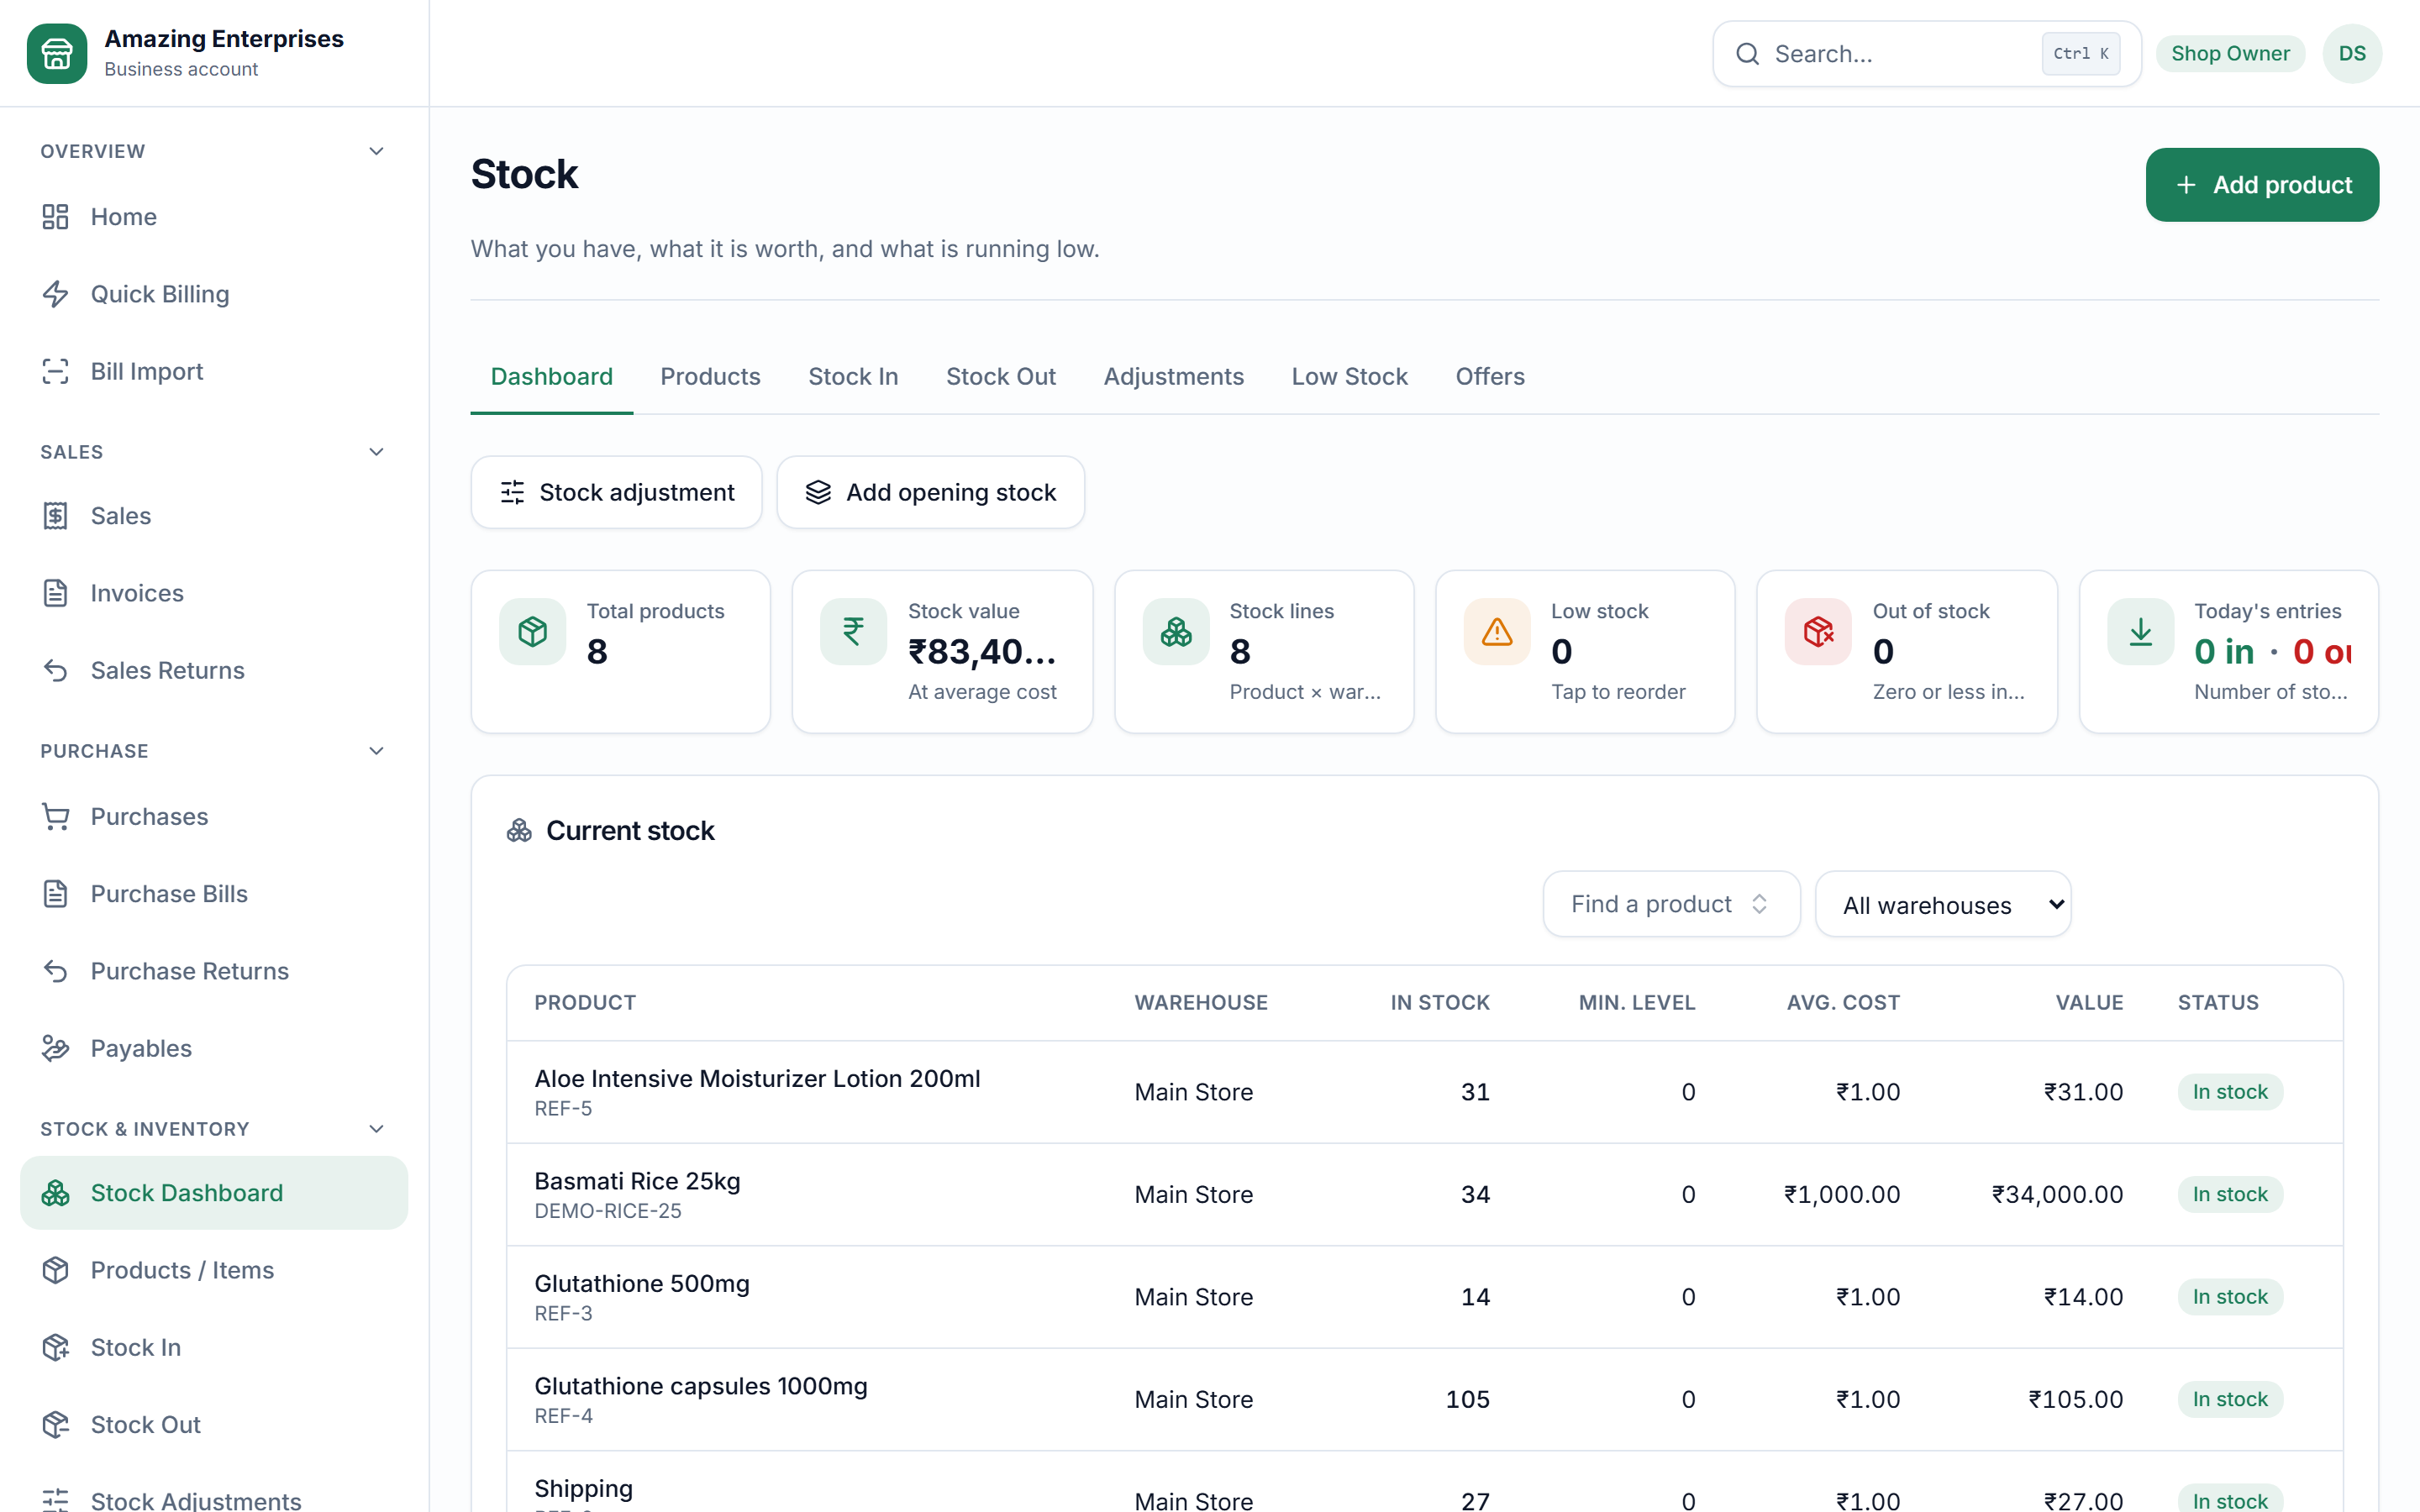 Amazing Enterprises
Business account
Search...
Ctrl K
Shop Owner
DS
OVERVIEW
Home
Quick Billing
Bill Import
SALES
Sales
Invoices
Sales Returns
PURCHASE
Purchases
Purchase Bills
Purchase Returns
Payables
STOCK & INVENTORY
Stock Dashboard
Products / Items
Stock In
Stock Out
Stock Adjustments
Stock
Add product
What you have, what it is worth, and what is running low.
Dashboard Products Stock In Stock Out Adjustments Low Stock Offers
Stock adjustment
Add opening stock
Total products
8
Stock value
₹83,40...
At average cost
Stock lines
8
Product × war...
Low stock
0
Tap to reorder
Out of stock
0
Zero or less in...
Today's entries
0 in · 0
Number of sto...
Current stock
Find a product
All warehouses
PRODUCT WAREHOUSE IN STOCK MIN. LEVEL AVG. COST VALUE STATUS
Aloe Intensive Moisturizer Lotion 200ml
REF-5
Main Store 31 0 ₹1.00 ₹31.00 In stock
Basmati Rice 25kg
DEMO-RICE-25
Main Store 34 0 ₹1,000.00 ₹34,000.00 In stock
Glutathione 500mg
REF-3
Main Store 14 0 ₹1.00 ₹14.00 In stock
Glutathione capsules 1000mg
REF-4
Main Store 105 0 ₹1.00 ₹105.00 In stock
Shipping
Main Store 27 0 ₹1.00 ₹27.00 In stock